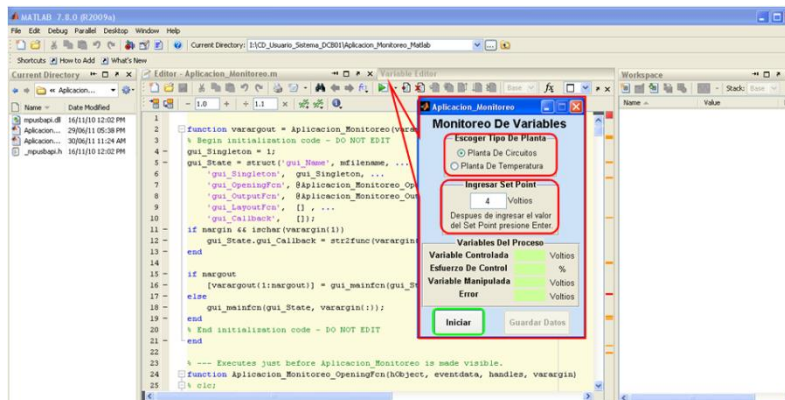 MATLAB 7.8.0 (R2009a)
File Edit Debug Parallel Desktop Window Help
Current Directory: I:\CD_Usuario_Sistema_DCB01\Aplicacion_Monitoreo_Matlab
Shortcuts How to Add What's New
Current Directory
Editor - Aplicacion_Monitoreo.m
Variable Editor
Workspace
« Aplicacion...
Stack: Base
Base
Name Date Modified
Name Value
mpusbapi.dl 16/11/10 12:02 PM
Aplicacion... 29/06/11 05:38 PM
Aplicacion... 30/06/11 11:24 AM
_mpusbapi.h 16/11/10 12:02 PM
- 1.0 + ÷ 1.1 ×
1
2 function varargout = Aplicacion_Monitoreo(vara
3 % Begin initialization code - DO NOT EDIT
4 - gui_Singleton = 1;
5 - gui_State = struct('gui_Name', mfilename, ...
6 'gui_Singleton', gui_Singleton, ...
7 'gui_OpeningFcn', @Aplicacion_Monitoreo_Ope
8 'gui_OutputFcn', @Aplicacion_Monitoreo_Out
9 'gui_LayoutFcn', [] , ...
10 'gui_Callback', []);
11 - if nargin && ischar(varargin{1})
12 - gui_State.gui_Callback = str2func(varargin
13 - end
14
15 - if nargout
16 - [varargout{1:nargout}] = gui_mainfcn(gui_St
17 - else
18 - gui_mainfcn(gui_State, varargin{:});
19 - end
20 % End initialization code - DO NOT EDIT
21 - end
22
23 % --- Executes just before Aplicacion_Monitoreo is made visible.
24 function Aplicacion_Monitoreo_OpeningFcn(hObject, eventdata, handles, varargin)
25 % clc;
Aplicacion_Monitoreo
Monitoreo De Variables
Escoger Tipo De Planta
Planta De Circuitos
Planta De Temperatura
Ingresar Set Point
4 Voltios
Despues de ingresar el valor
del Set Point presione Enter.
Variables Del Proceso
Variable Controlada Voltios
Esfuerzo De Control %
Variable Manipulada Voltios
Error Voltios
Iniciar Guardar Datos